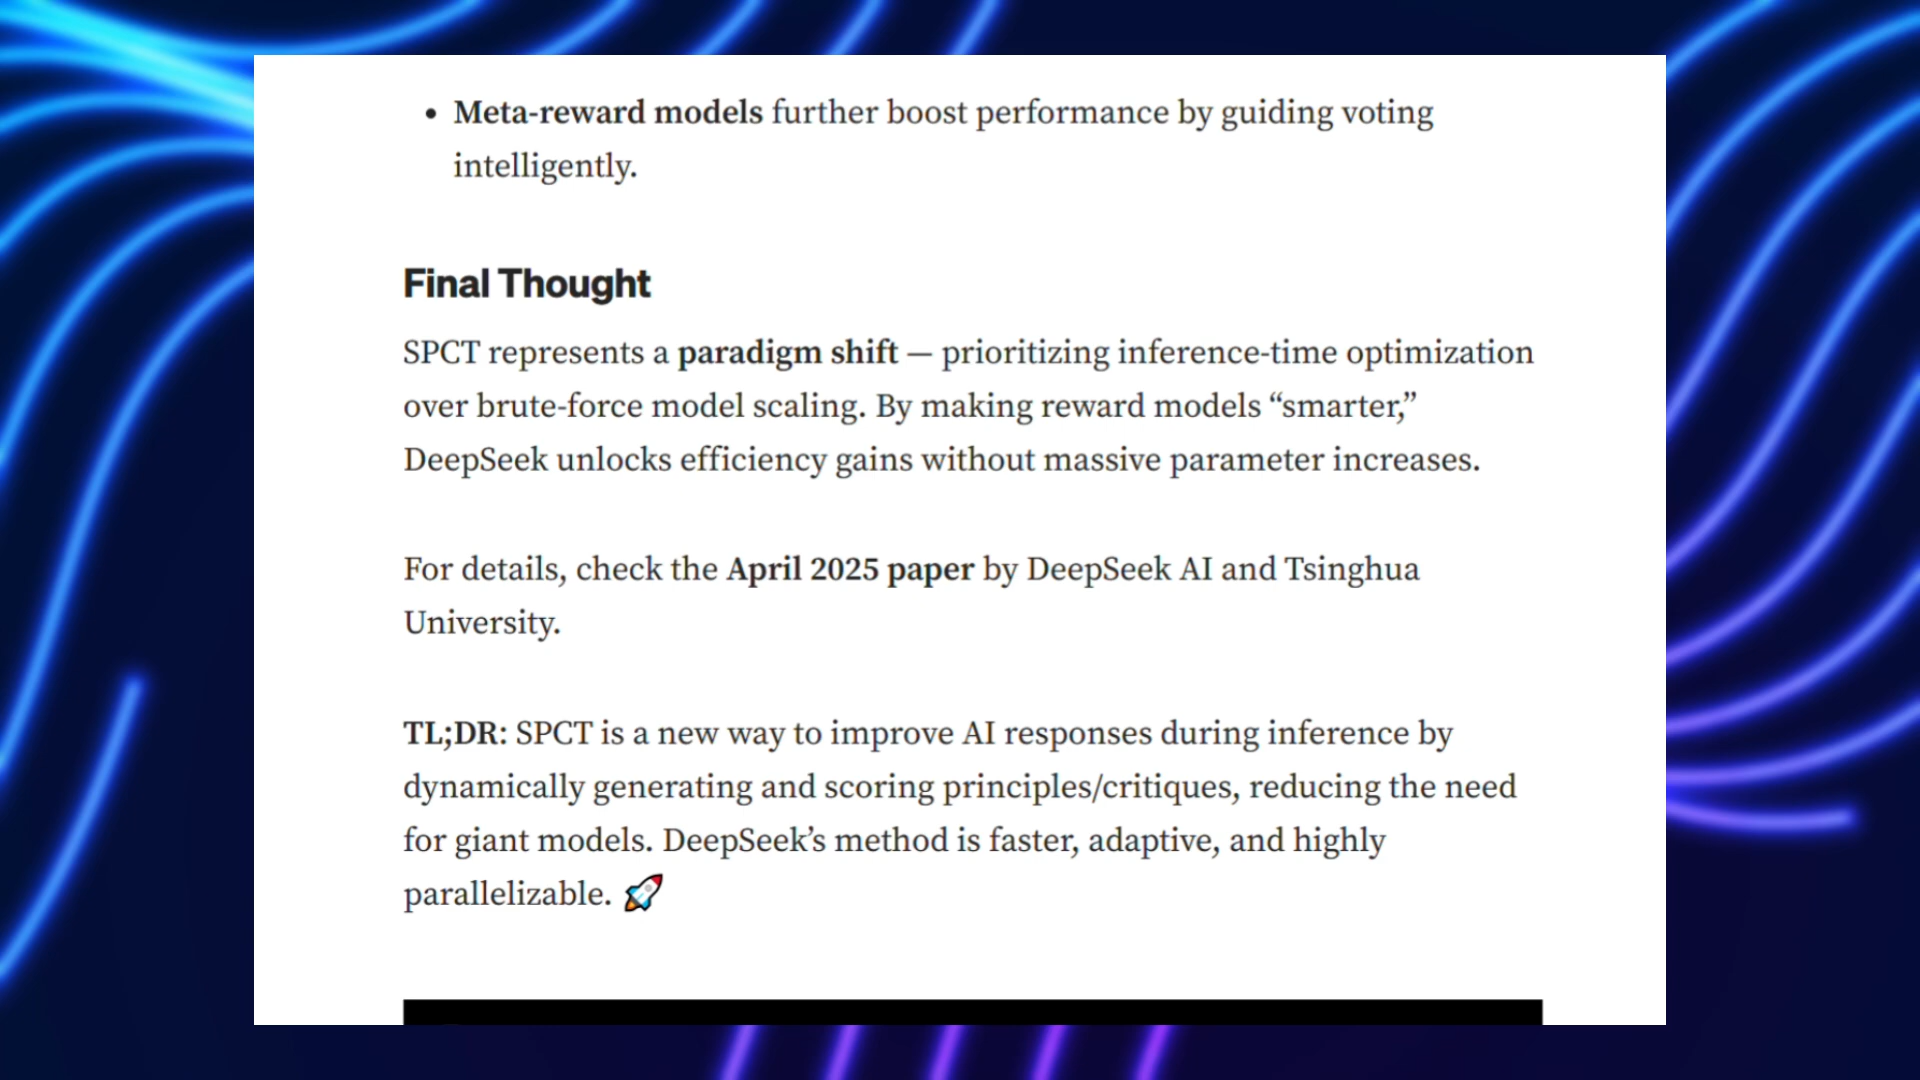 • Meta-reward models further boost performance by guiding voting
intelligently.
Final Thought
SPCT represents a paradigm shift — prioritizing inference-time optimization
over brute-force model scaling. By making reward models “smarter,”
DeepSeek unlocks efficiency gains without massive parameter increases.
For details, check the April 2025 paper by DeepSeek AI and Tsinghua
University.
TL;DR: SPCT is a new way to improve AI responses during inference by
dynamically generating and scoring principles/critiques, reducing the need
for giant models. DeepSeek’s method is faster, adaptive, and highly
parallelizable. 🚀